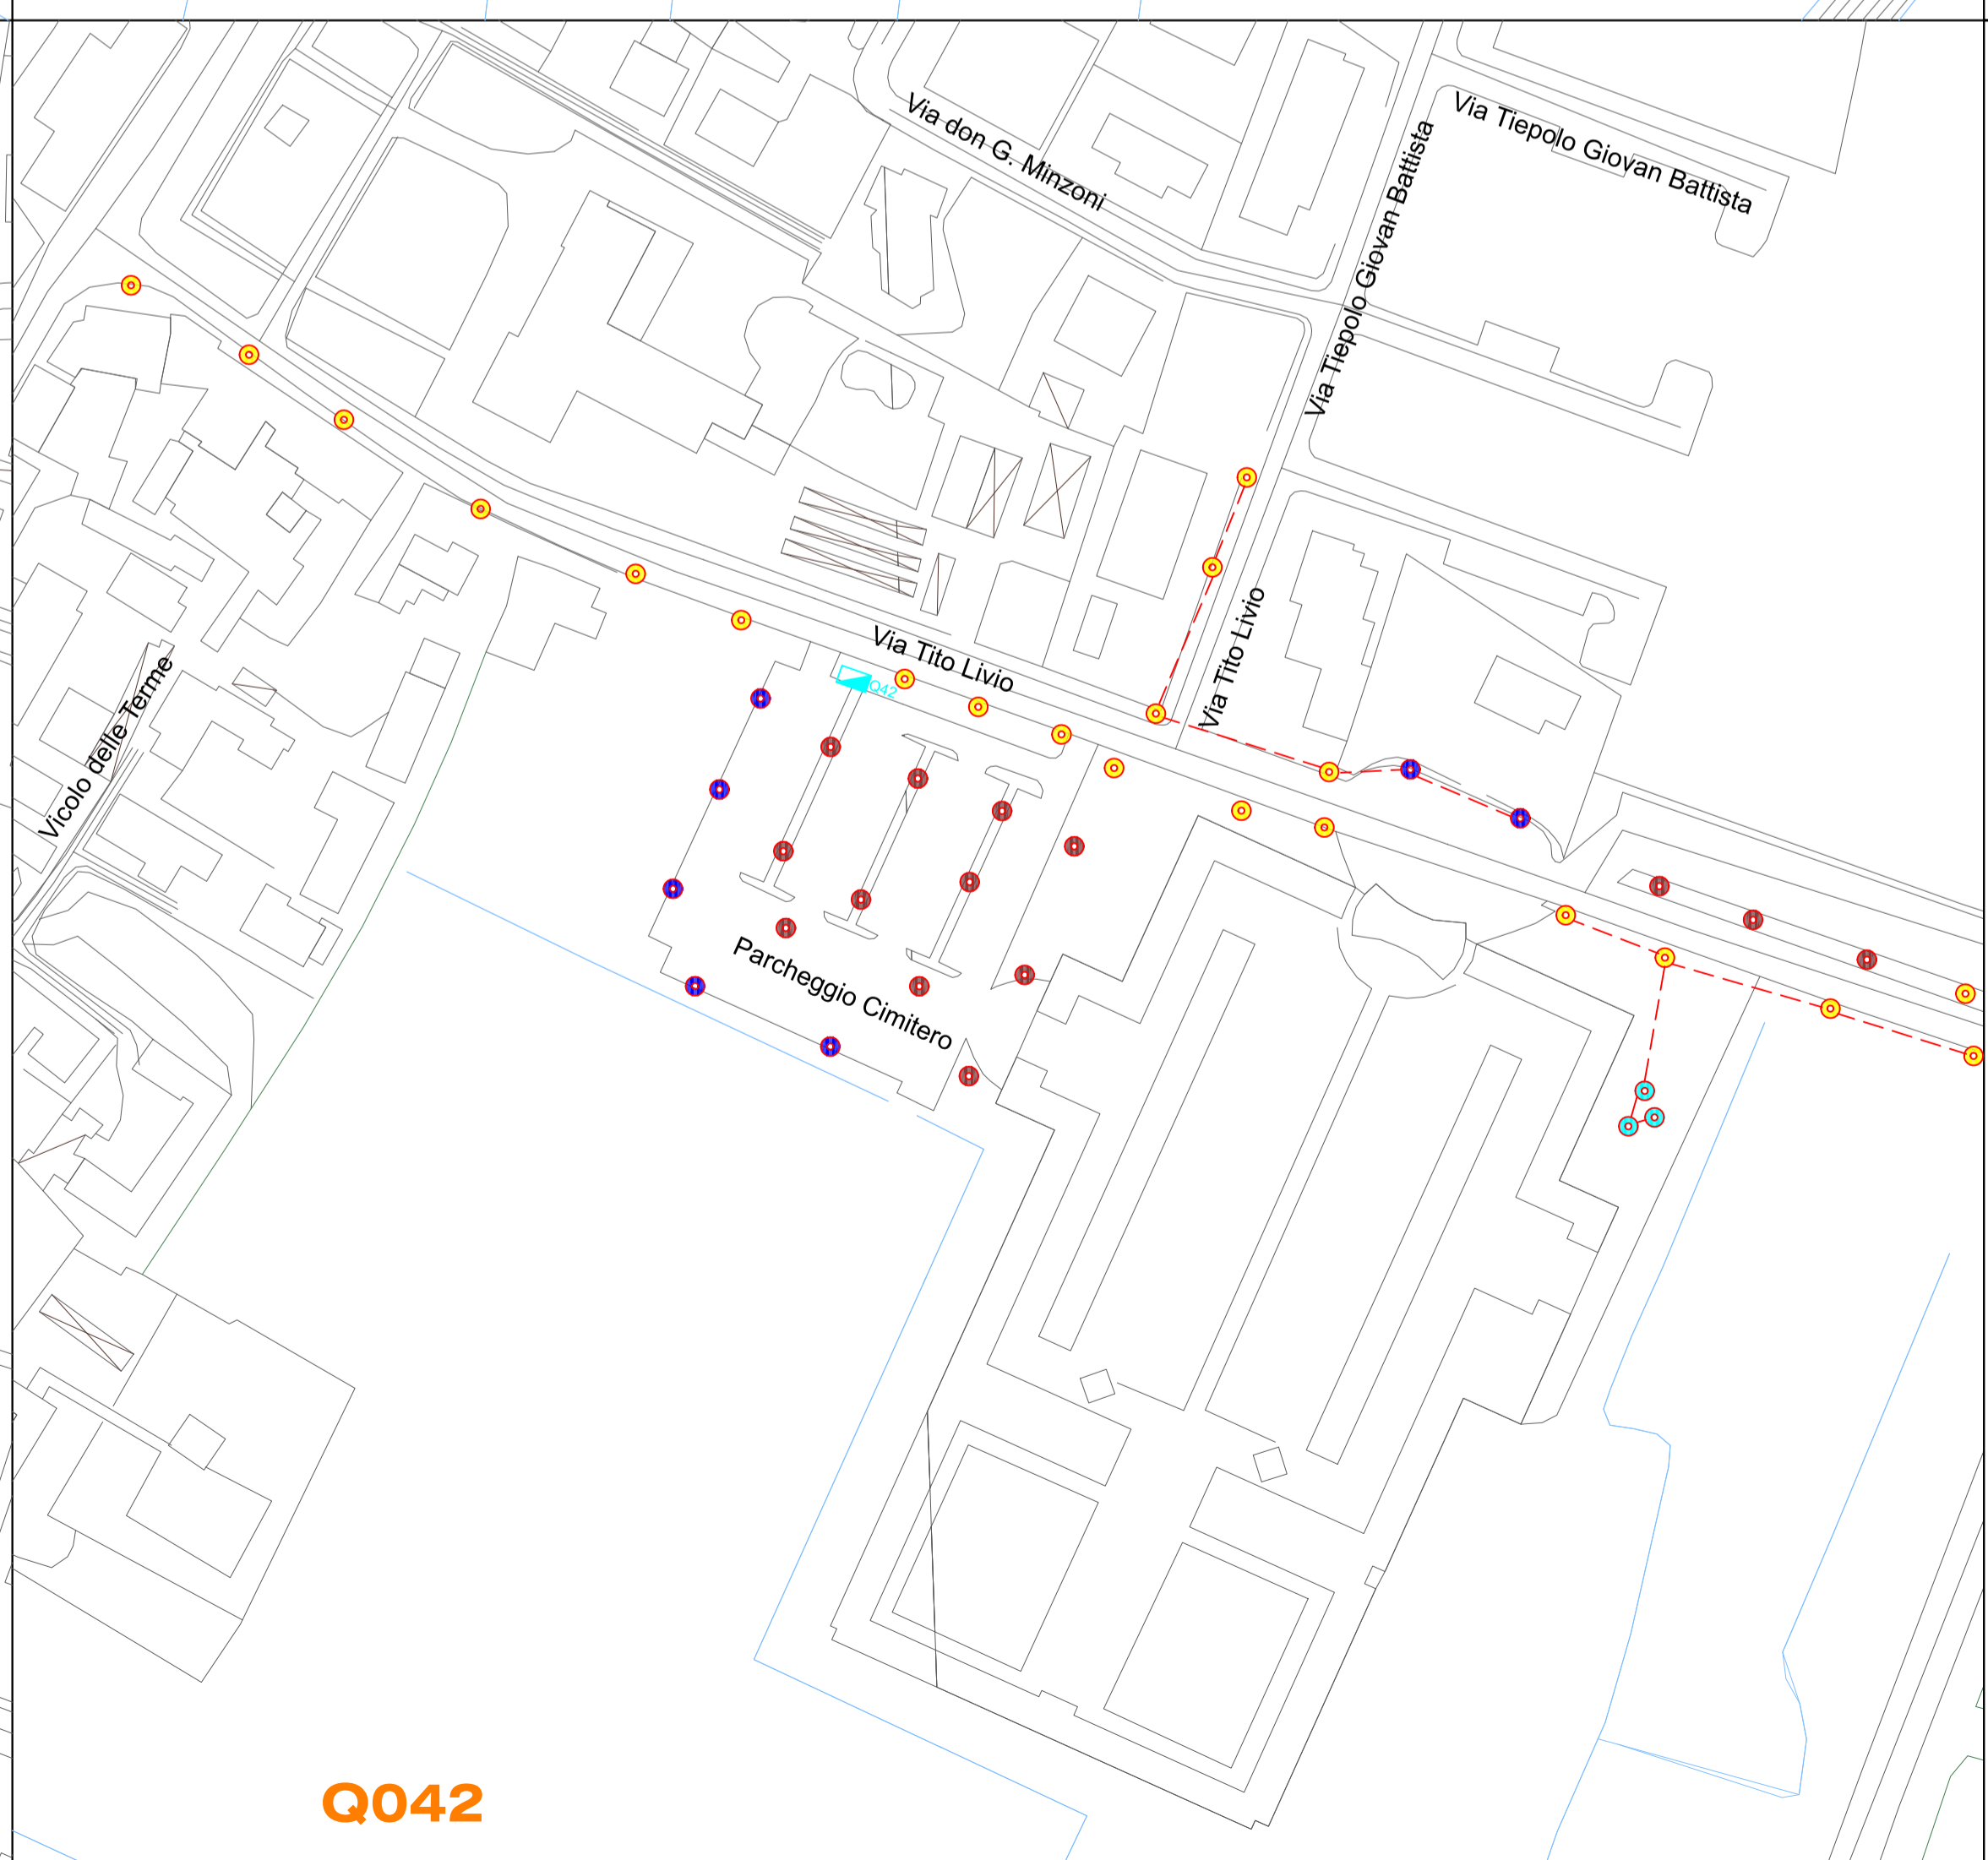 Via don G. Minzoni
Via Tiepolo Giovan Battista
Via Tiepolo Giovan Battista
Via Tito Livio
Via Tito Livio
Q42
Vicolo delle Terme
Parcheggio Cimitero
Q042